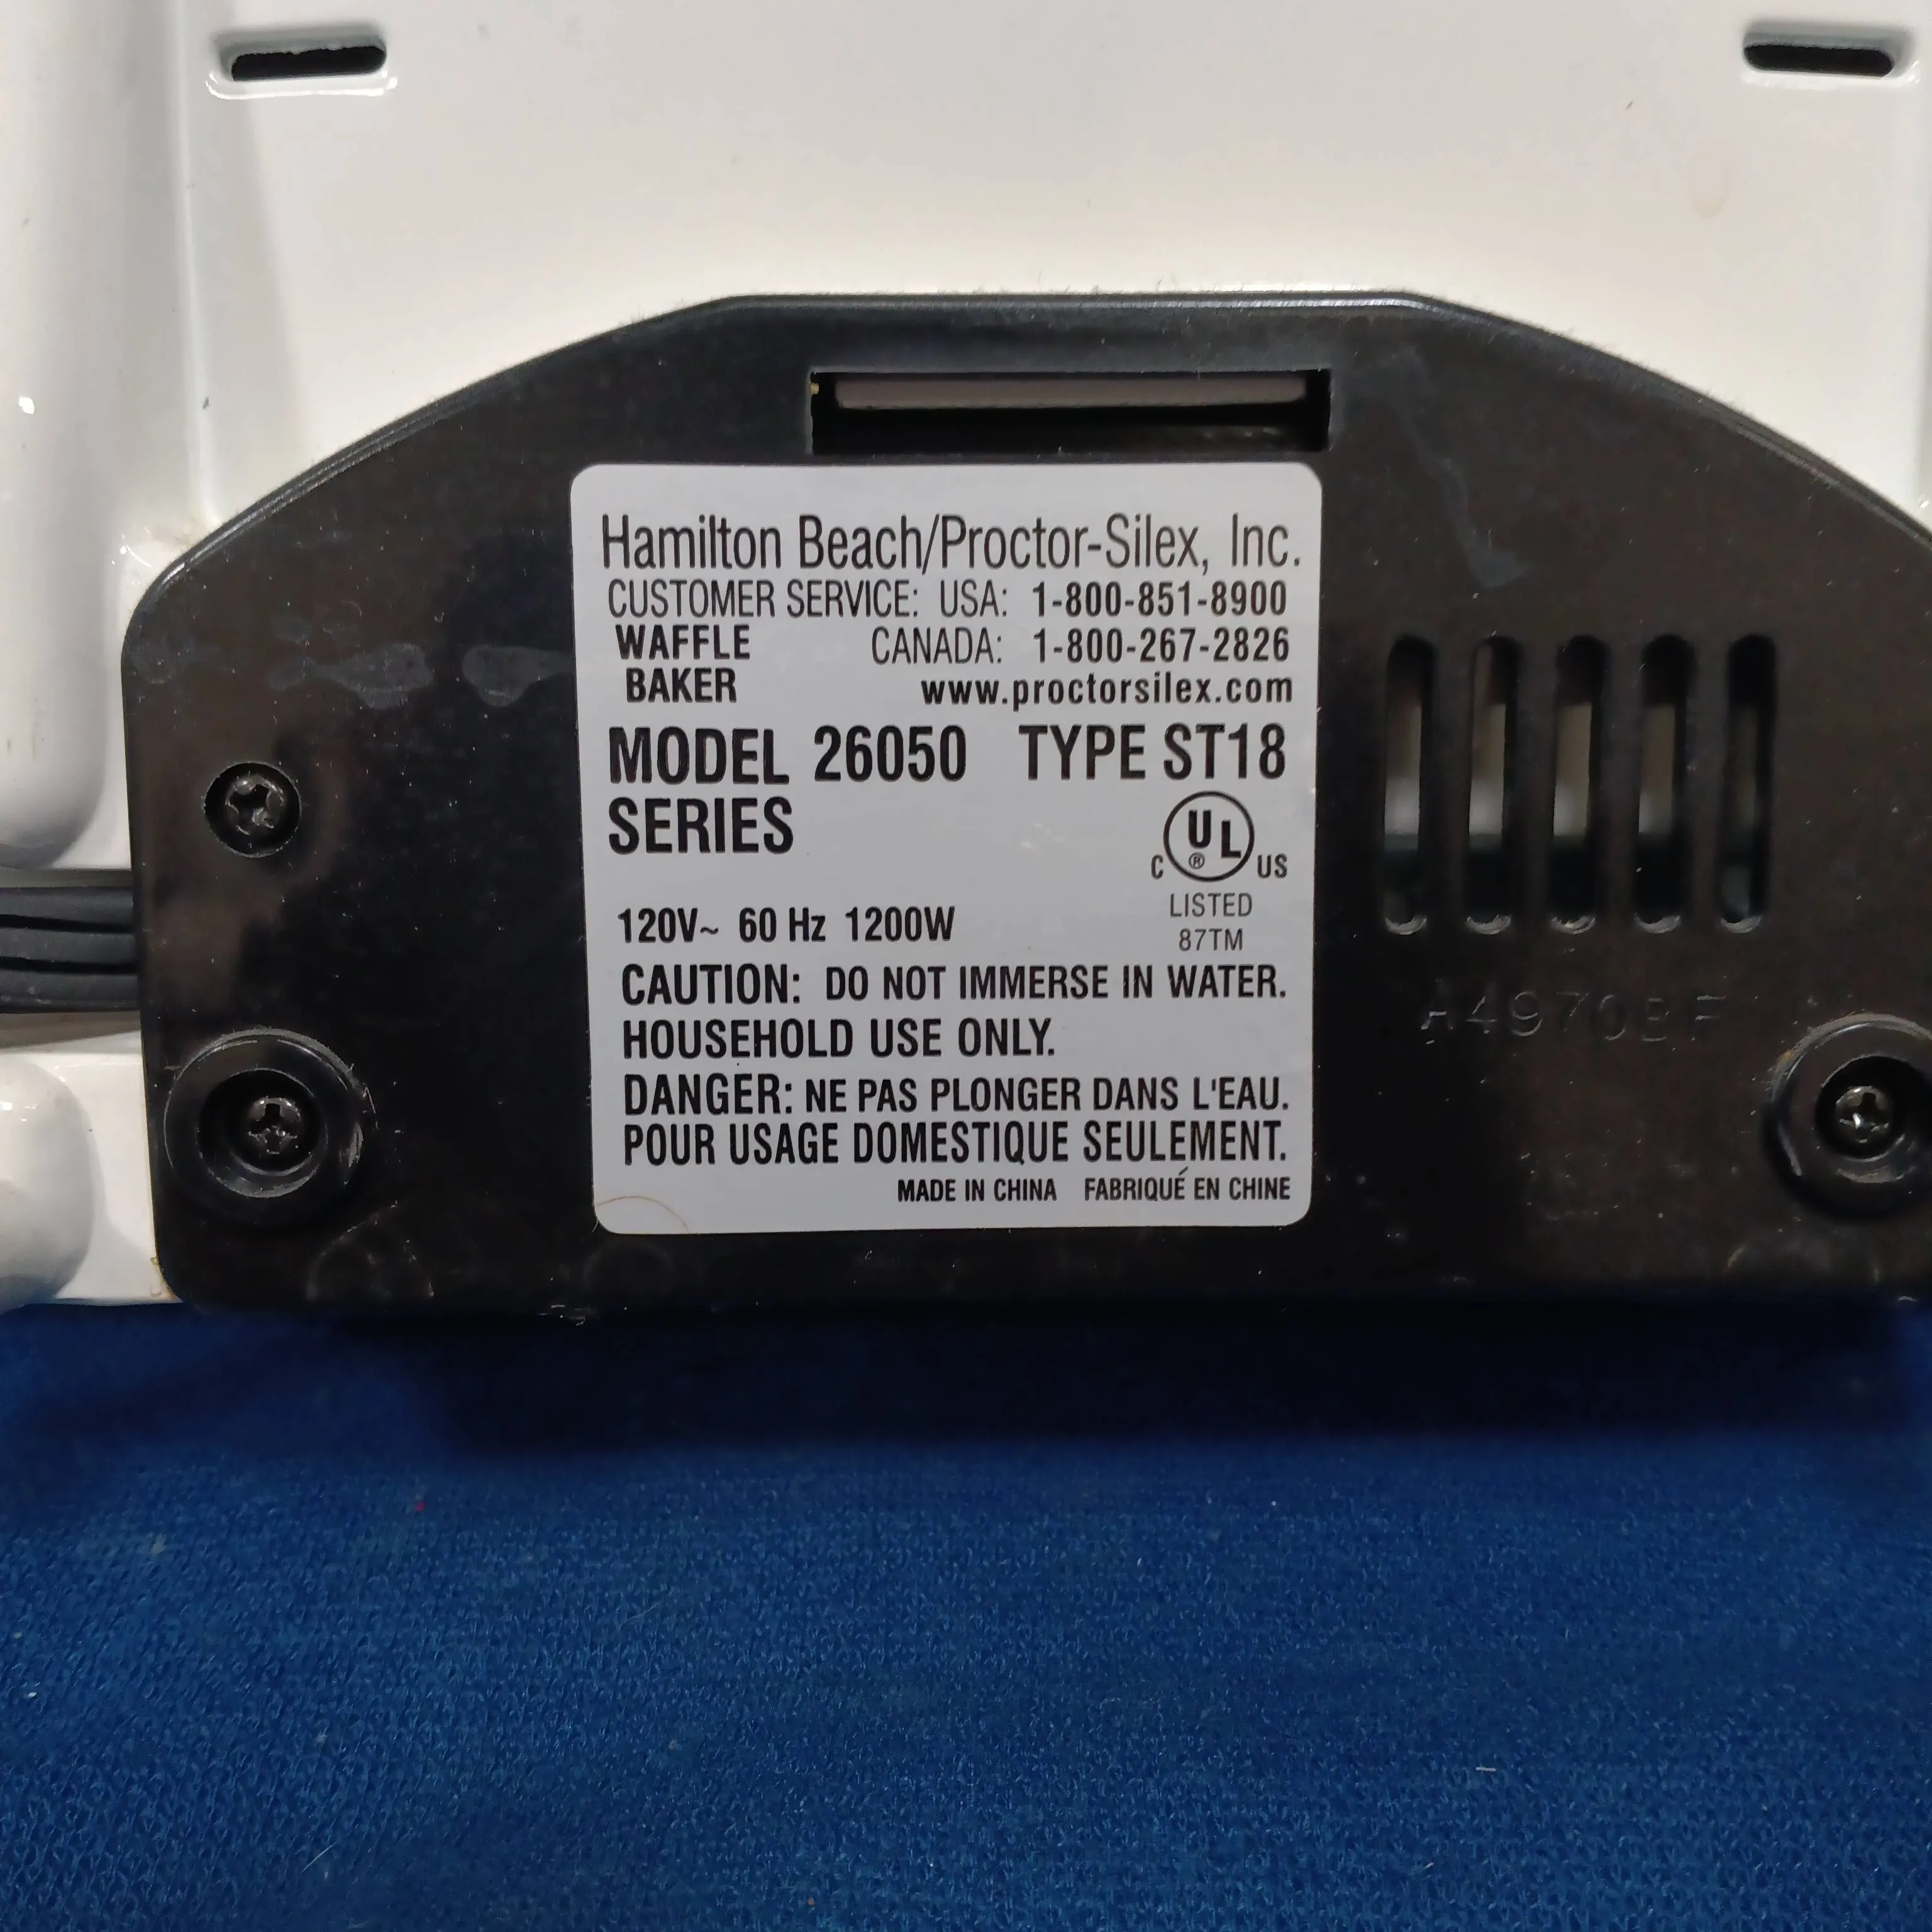 Hamilton Beach/Proctor-Silex, Inc.
CUSTOMER SERVICE: USA: 1-800-851-8900
WAFFLE CANADA: 1-800-267-2826
BAKER www.proctorsilex.com
MODEL 26050 TYPE ST18
SERIES
C UL ® US
LISTED
87TM
120V~ 60 Hz 1200W
CAUTION: DO NOT IMMERSE IN WATER.
HOUSEHOLD USE ONLY.
DANGER: NE PAS PLONGER DANS L'EAU.
POUR USAGE DOMESTIQUE SEULEMENT.
MADE IN CHINA FABRIQUÉ EN CHINE